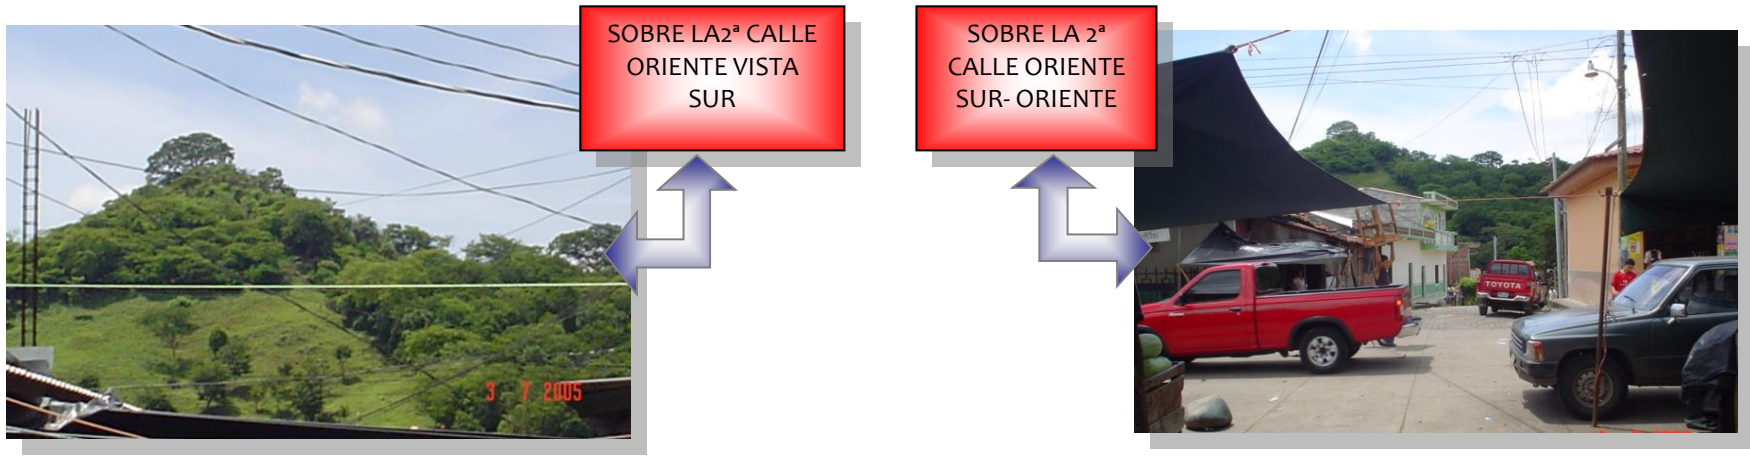 SOBRE LA2ª CALLE
ORIENTE VISTA
SUR
SOBRE LA 2ª
CALLE ORIENTE
SUR- ORIENTE
3 7 2005
TOYOTA